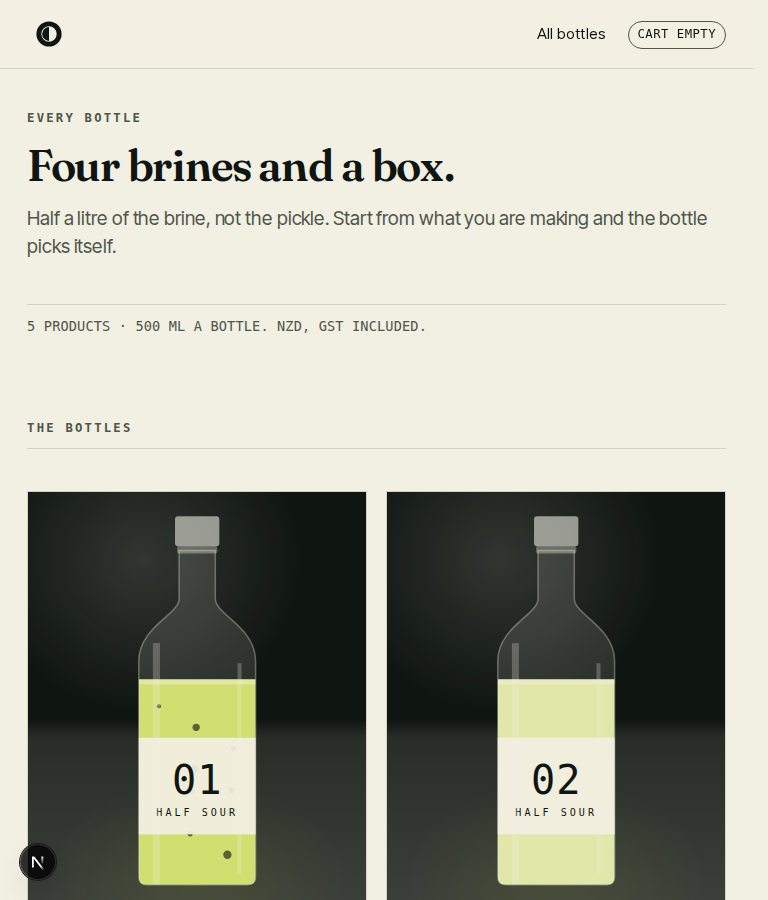 All bottles
CART EMPTY
EVERY BOTTLE
Four brines and a box.
Half a litre of the brine, not the pickle. Start from what you are making and the bottle
picks itself.
5 PRODUCTS · 500 ML A BOTTLE. NZD, GST INCLUDED.
THE BOTTLES
01
HALF SOUR
02
HALF SOUR
N